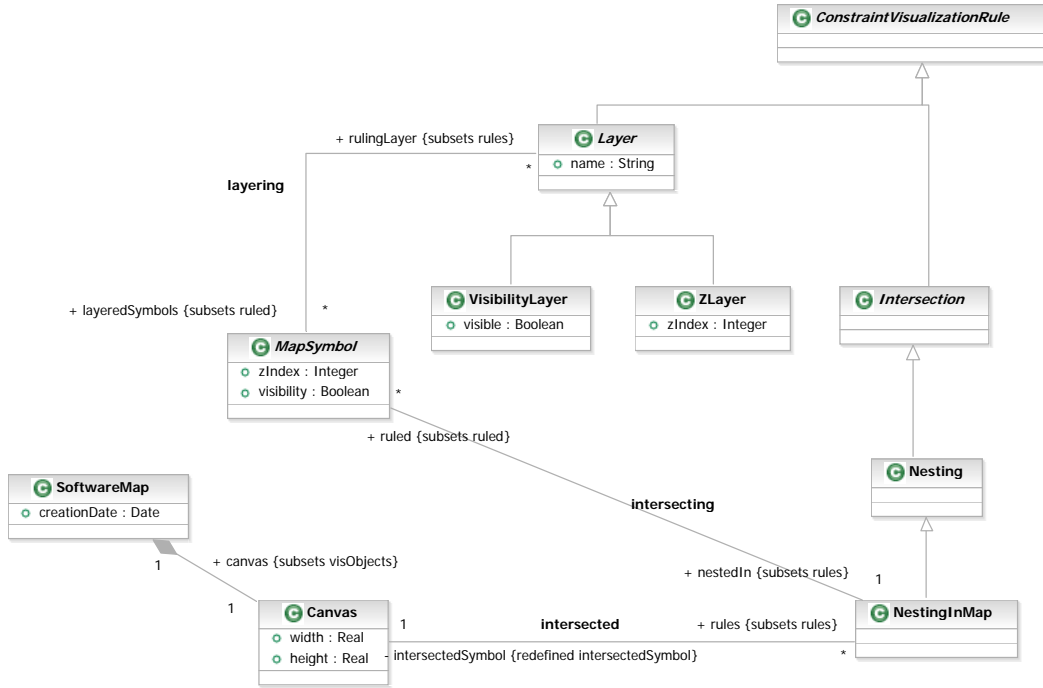 C ConstraintVisualizationRule
+ rulingLayer {subsets rules}
C Layer
name : String
*
layering
C VisibilityLayer
visible : Boolean
C ZLayer
zIndex : Integer
C Intersection
+ layeredSymbols {subsets ruled}
*
C MapSymbol
zIndex : Integer
visibility : Boolean
*
+ ruled {subsets ruled}
C Nesting
C SoftwareMap
creationDate : Date
intersecting
1
+ canvas {subsets visObjects}
+ nestedIn {subsets rules}
1
1
C Canvas
width : Real
height : Real
1
intersected
+ rules {subsets rules}
- intersectedSymbol {redefined intersectedSymbol}
*
C NestingInMap